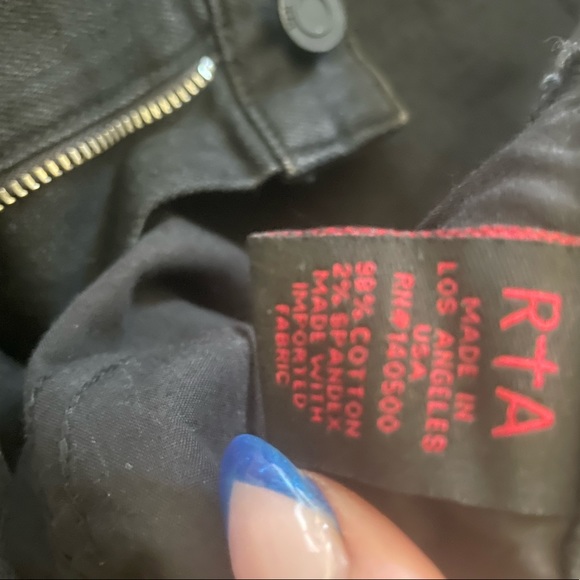 R†A
MADE IN
LOS ANGELES
USA
RN#140500
98% COTTON
2% SPANDEX
MADE WITH
IMPORTED
FABRIC